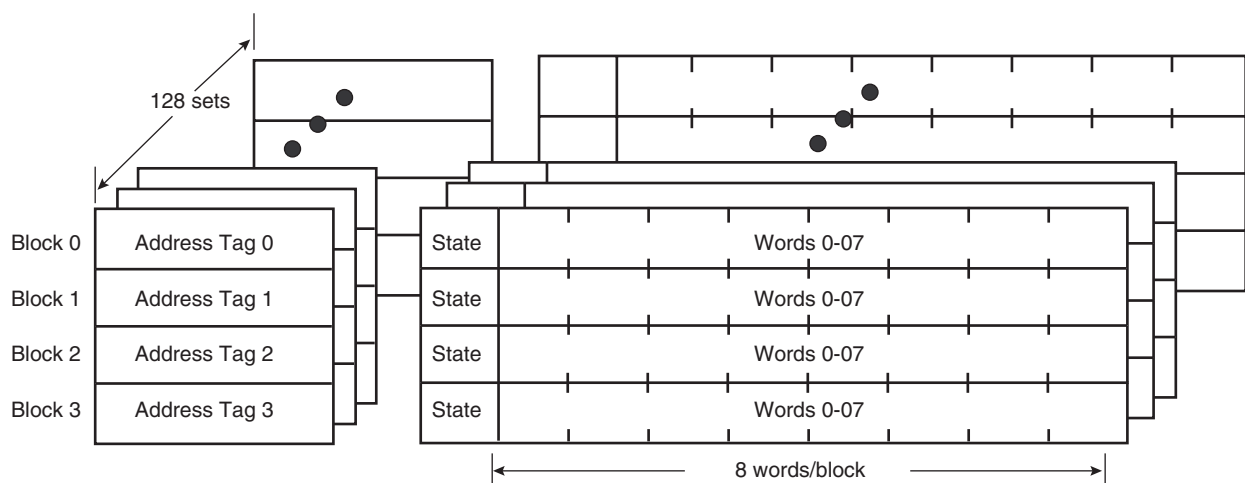 128 sets
Block 0 Address Tag 0 State Words 0-07
Block 1 Address Tag 1 State Words 0-07
Block 2 Address Tag 2 State Words 0-07
Block 3 Address Tag 3 State Words 0-07
8 words/block